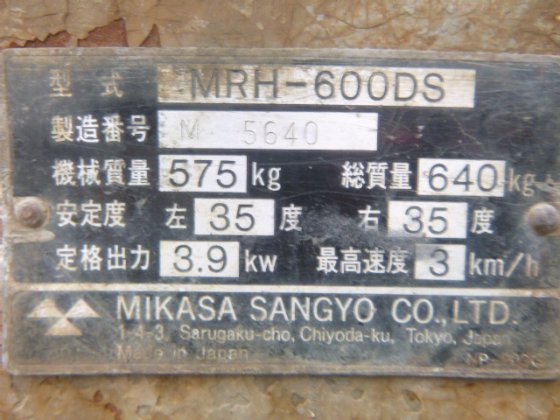 型式 MRH-600DS
製造番号 M 5640
機械質量 575 kg 総質量 640 kg
安定度 左 35 度 右 35 度
定格出力 3.9 kw 最高速度 3 km/h
MIKASA SANGYO CO.,LTD.
1-4-3, Sarugaku-cho, Chiyoda-ku, Tokyo, Japan
Made in Japan